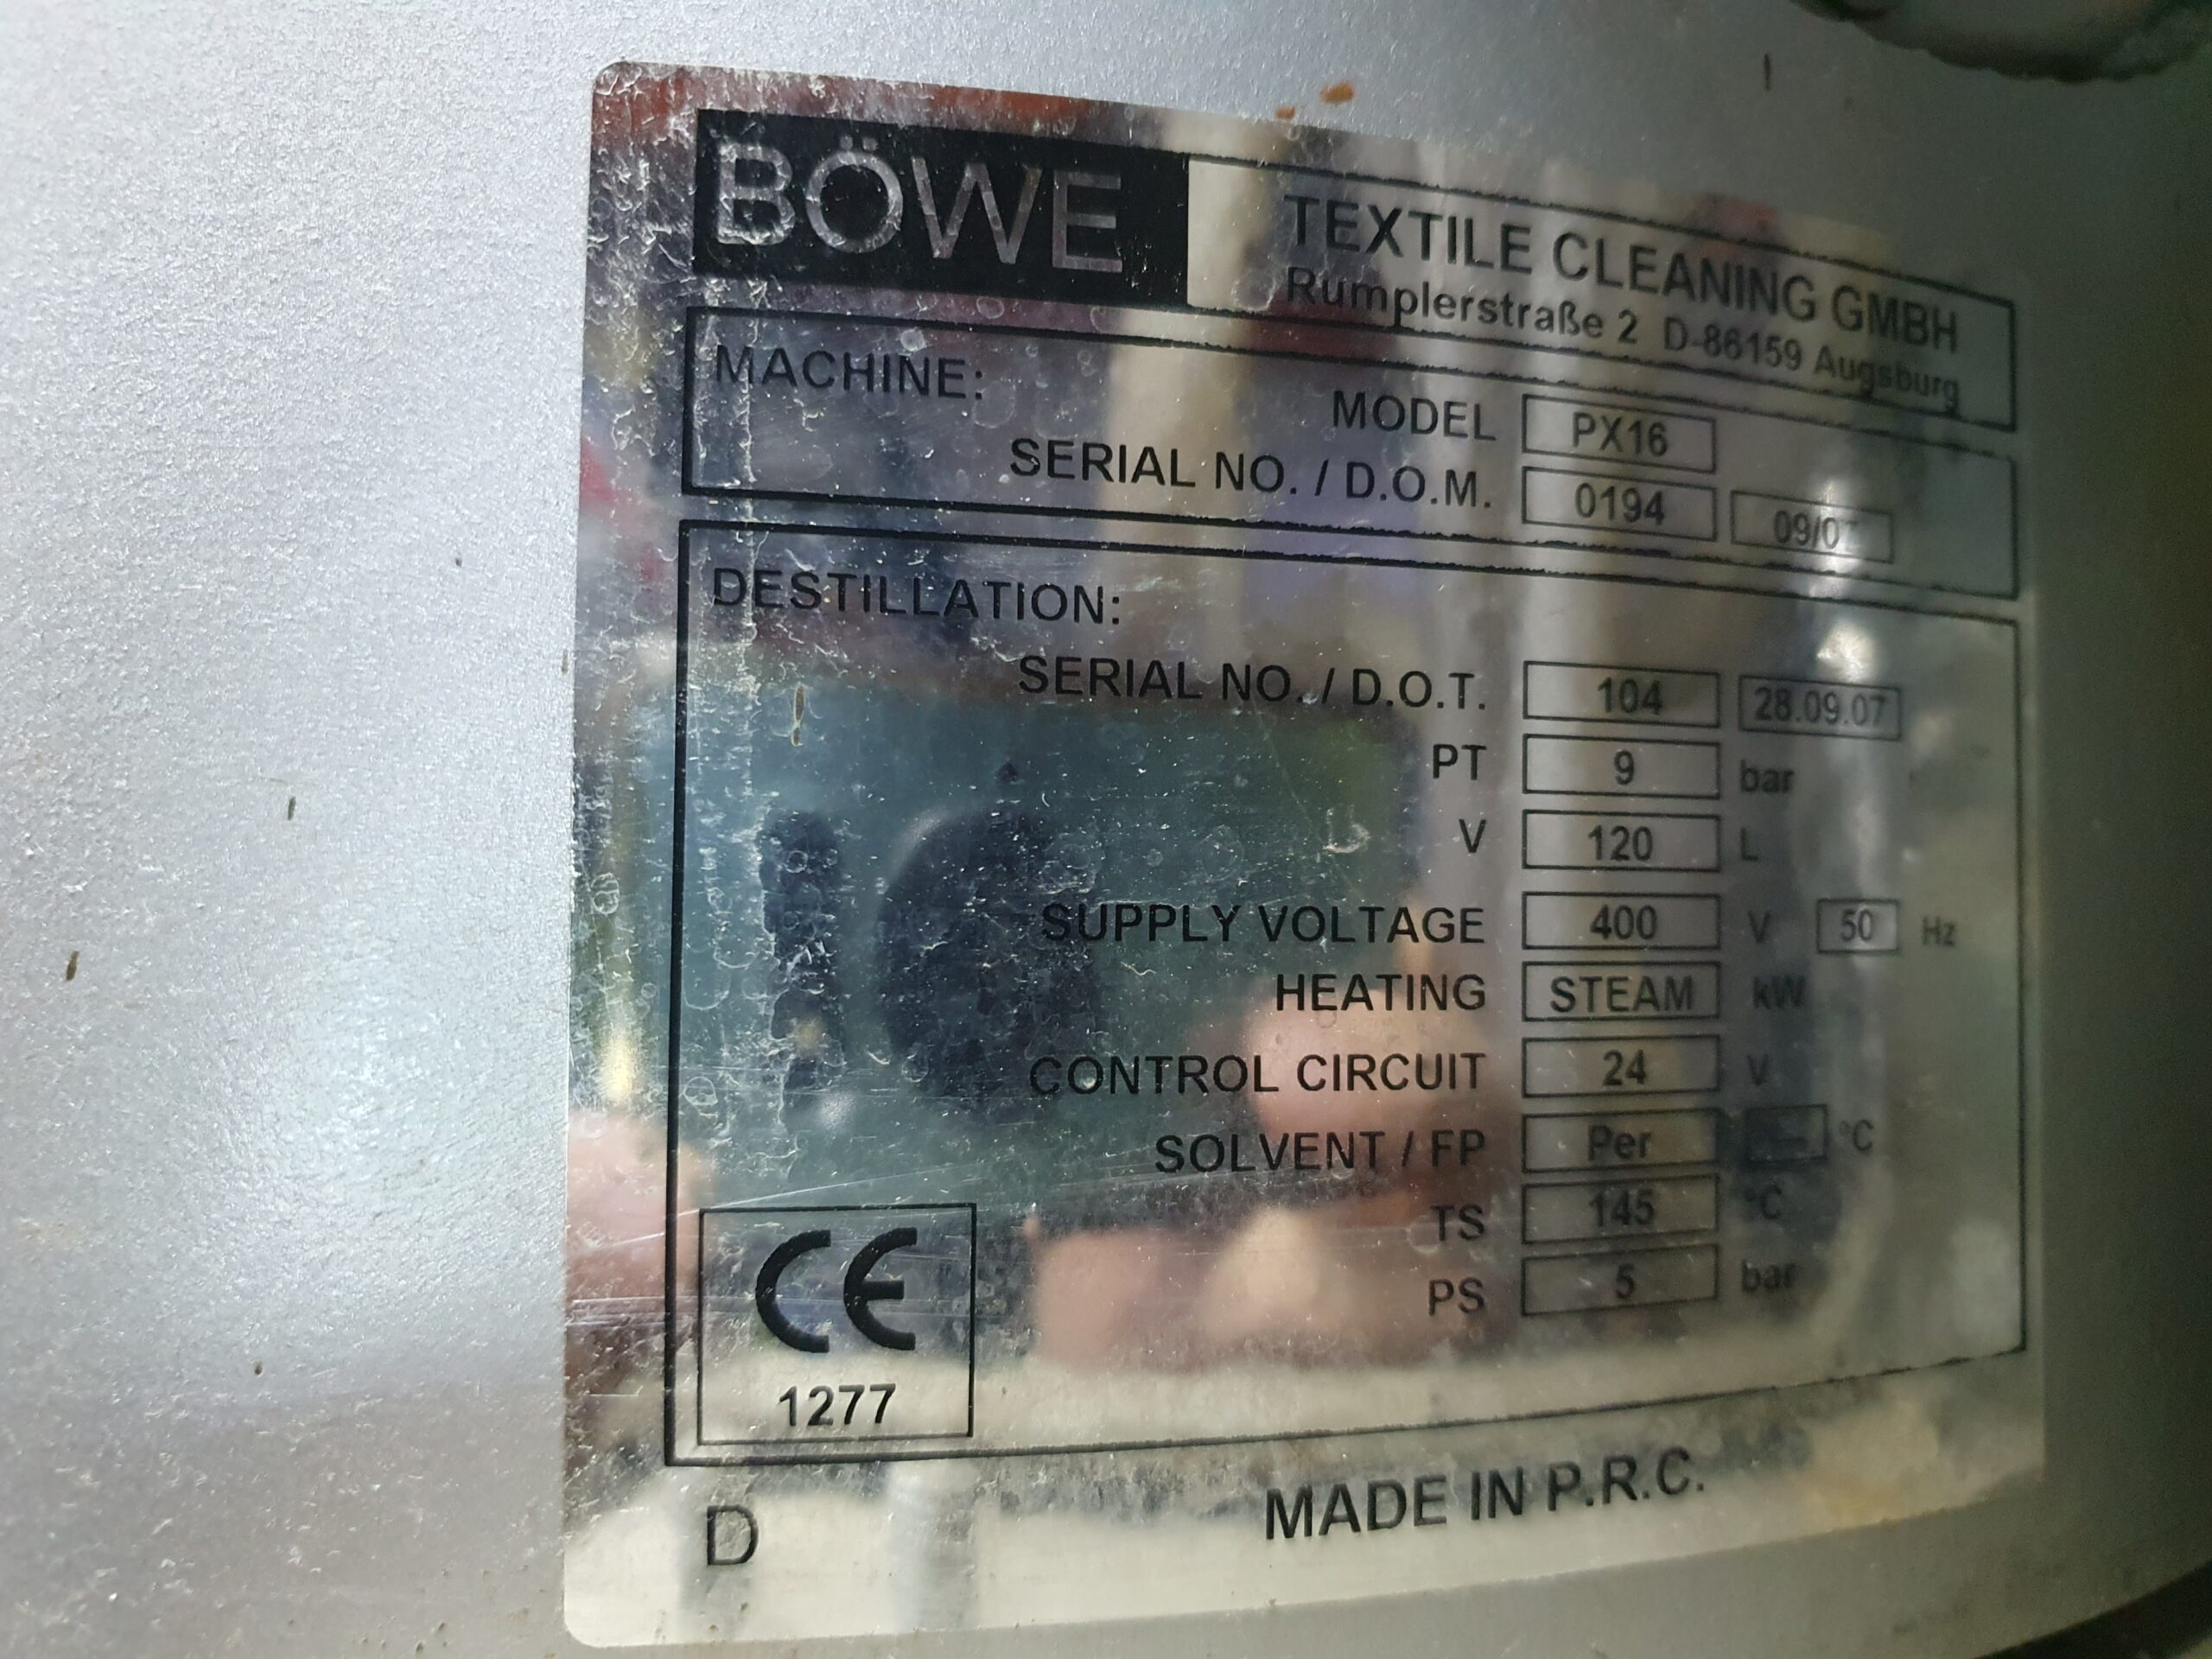 BÖWE
TEXTILE CLEANING GMBH
Rumplerstraße 2 D-86159 Augsburg
MACHINE:
MODEL PX16
SERIAL NO. / D.O.M. 0194 09/07
DESTILLATION:
SERIAL NO. / D.O.T. 104 28.09.07
PT 9 bar
V 120 L
SUPPLY VOLTAGE 400 V 50 Hz
HEATING STEAM kW
CONTROL CIRCUIT 24 V
SOLVENT / FP Per °C
TS 145 °C
PS 5 bar
CE
1277
D
MADE IN P.R.C.